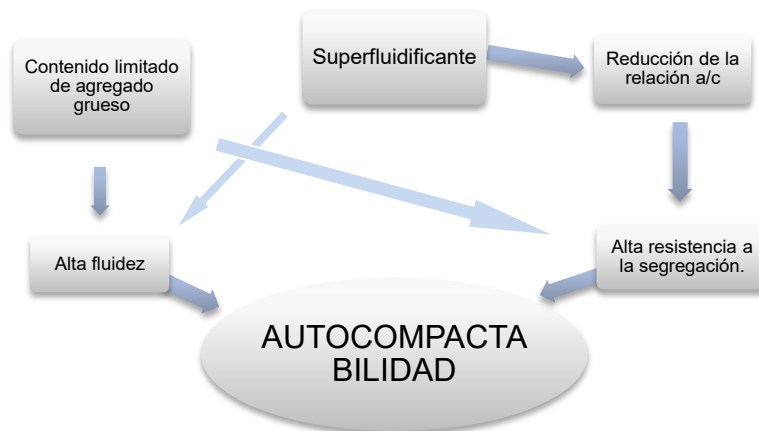 Contenido limitado
de agregado
grueso
Superfluidificante
Reducción de la
relación a/c
Alta fluidez
Alta resistencia a
la segregación.
AUTOCOMPACTA
BILIDAD